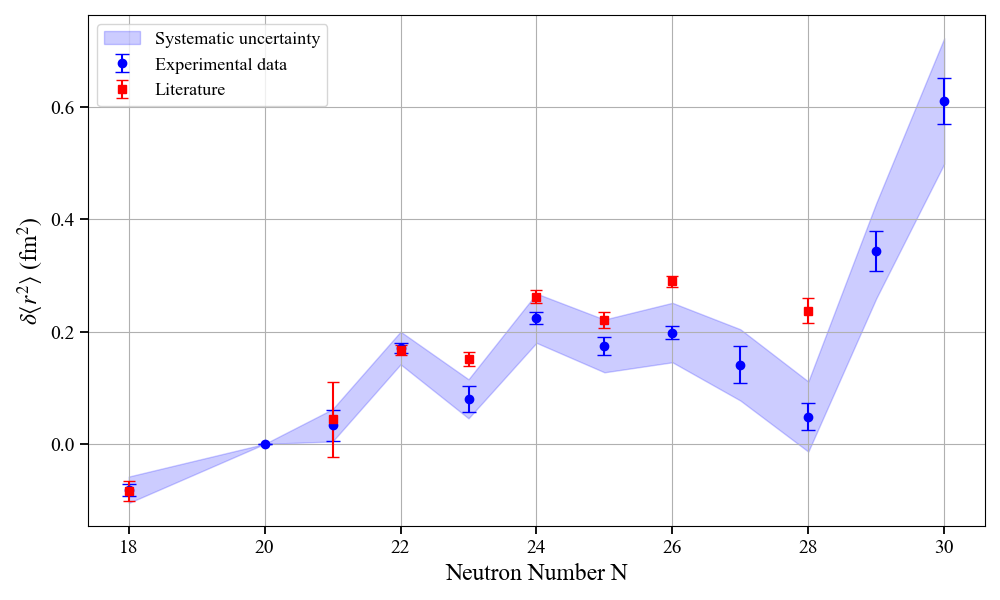 Systematic uncertainty
Experimental data
Literature
0.6
0.4
0.2
0.0
δ⟨r²⟩ (fm²)
18 20 22 24 26 28 30
Neutron Number N